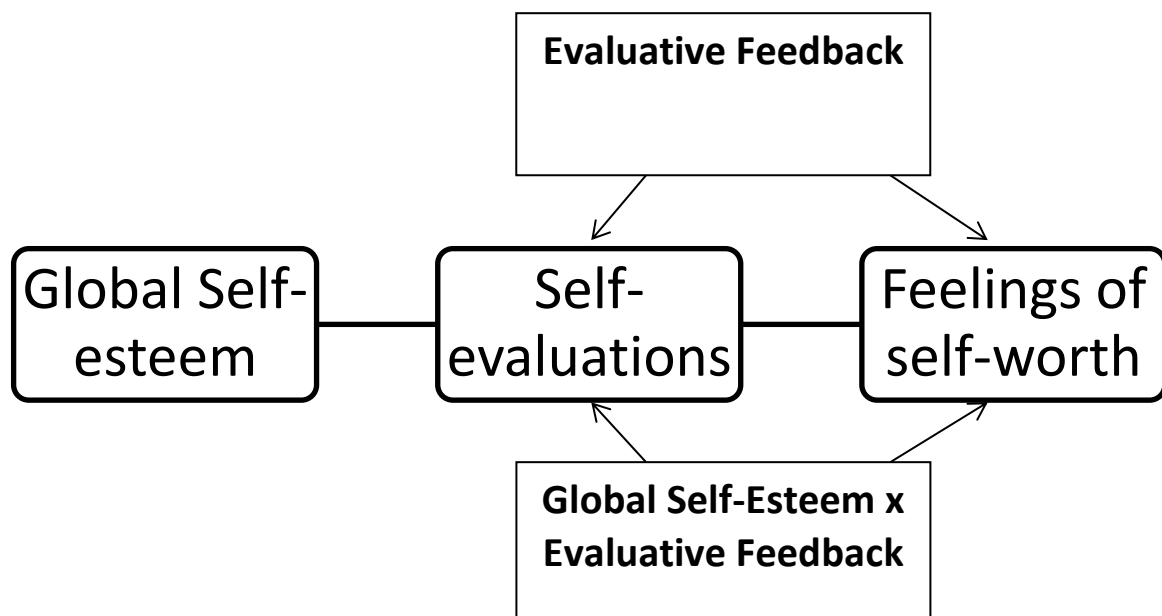 Evaluative Feedback
Global Self-
esteem
Self-
evaluations
Feelings of
self-worth
Global Self-Esteem x
Evaluative Feedback